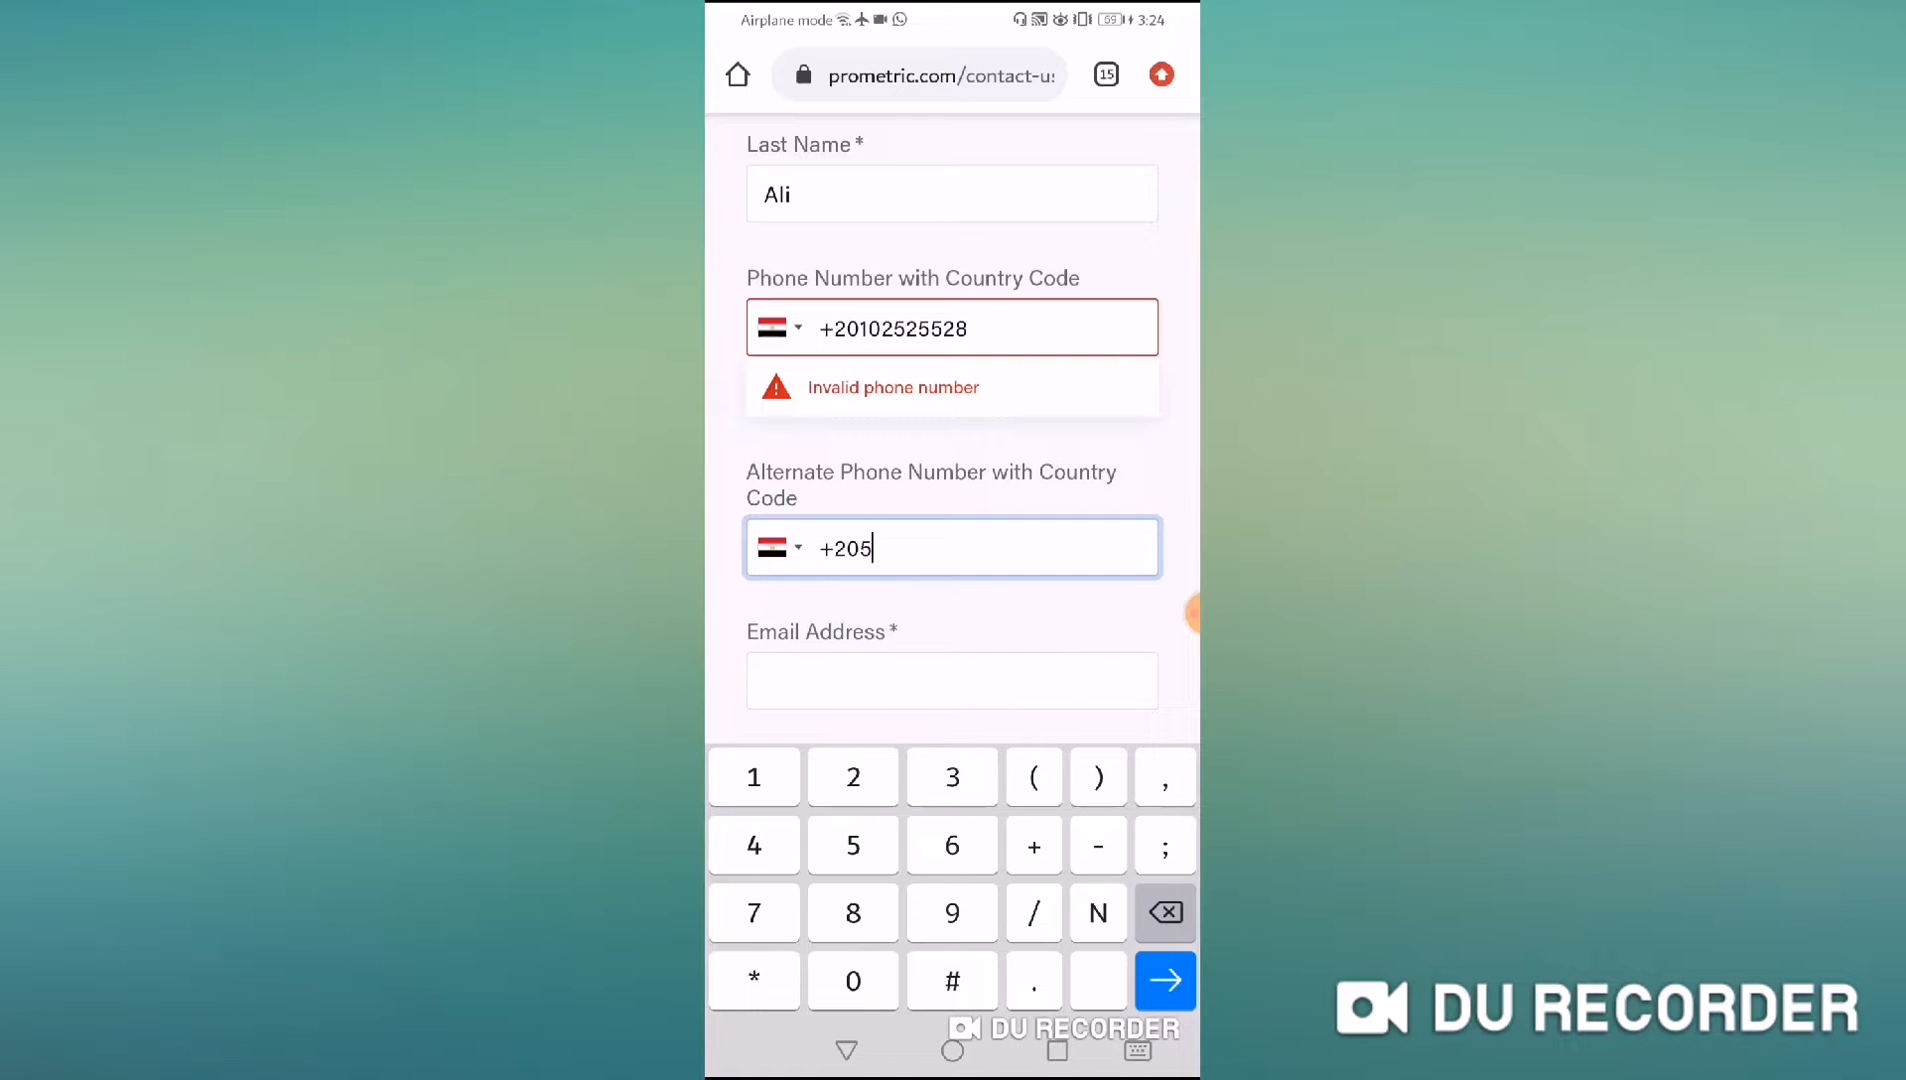 Airplane mode 69 3:24
prometric.com/contact-us 15
Last Name *
Ali
Phone Number with Country Code
+20102525528
Invalid phone number
Alternate Phone Number with Country
Code
+205
Email Address *
1 2 3 ( ) ,
4 5 6 + - ;
7 8 9 / N
* 0 # .
DU RECORDER
DU RECORDER